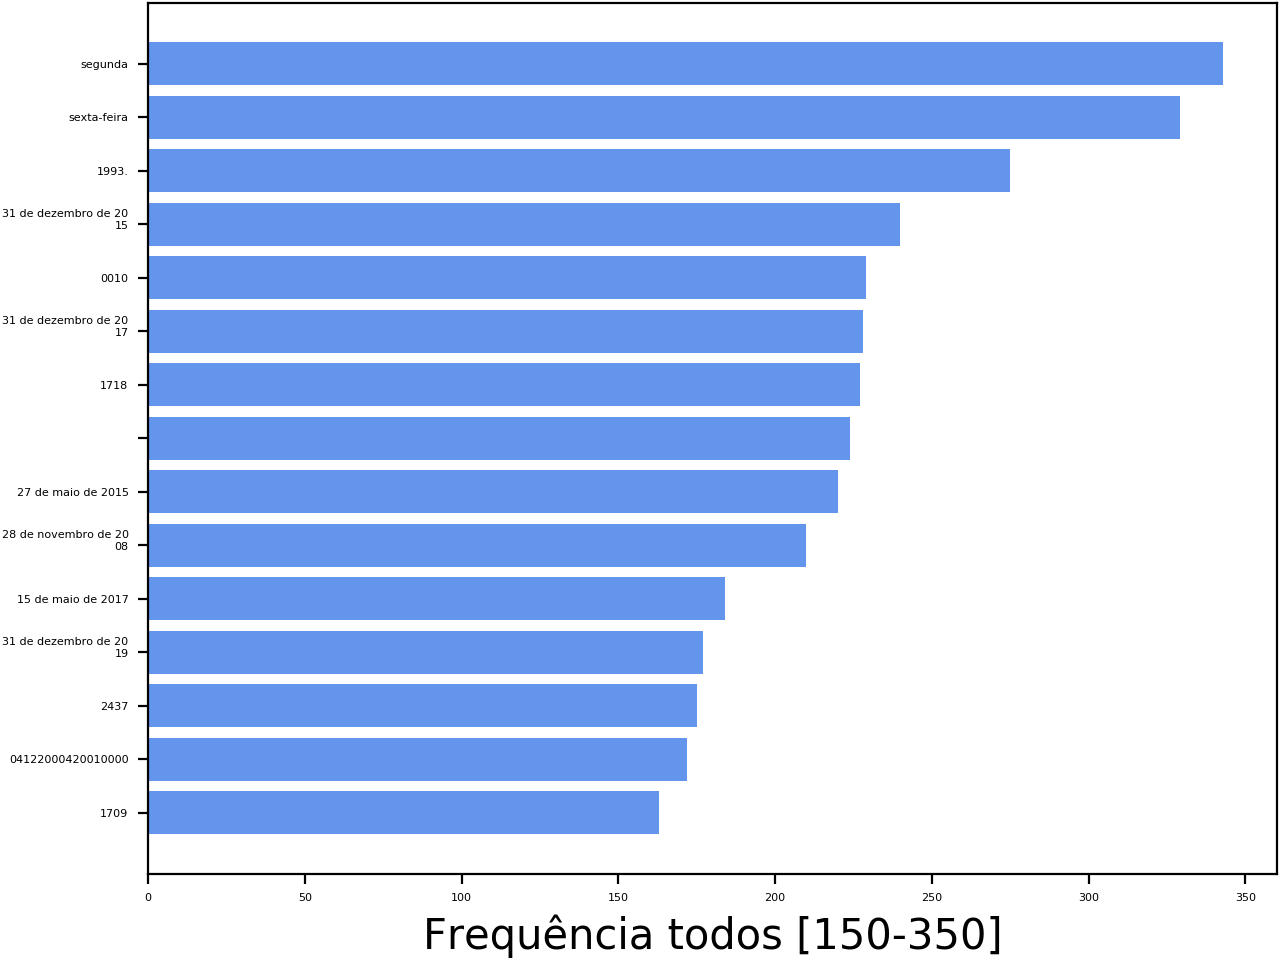 segunda
sexta-feira
1993.
31 de dezembro de 20
15
0010
31 de dezembro de 20
17
1718
27 de maio de 2015
28 de novembro de 20
08
15 de maio de 2017
31 de dezembro de 20
19
2437
04122000420010000
1709
0 50 100 150 200 250 300 350
Frequência todos [150-350]